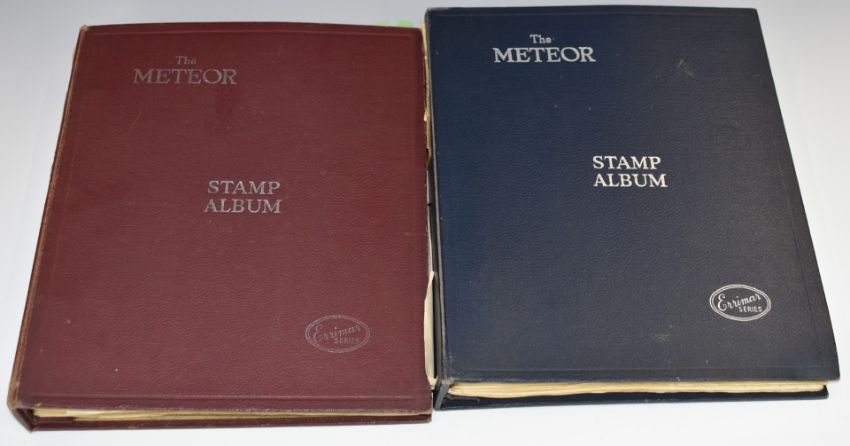 The
METEOR
STAMP
ALBUM
Errimar
SERIES
The
METEOR
STAMP
ALBUM
Errimar
SERIES